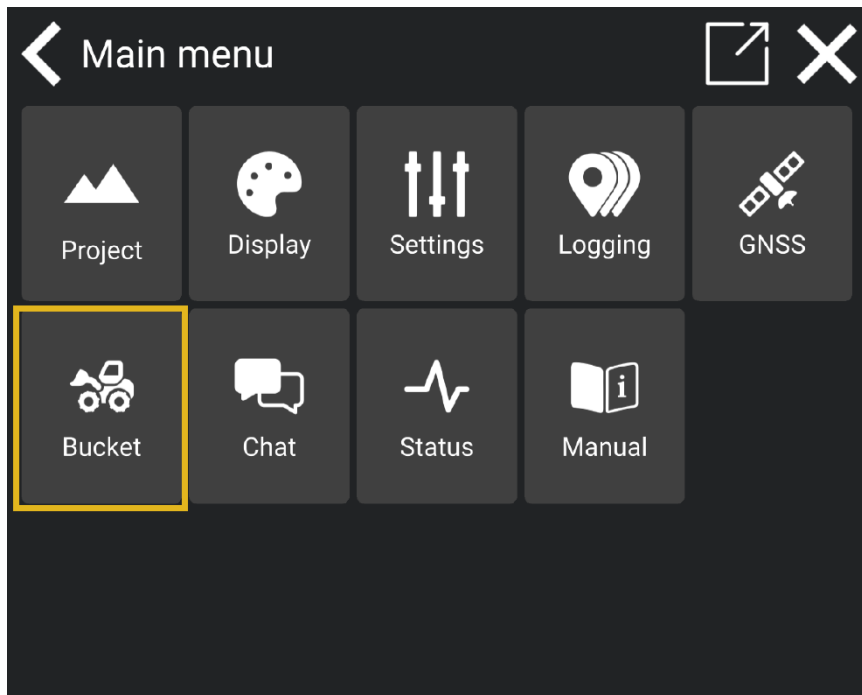 Main menu
Project
Display
Settings
Logging
GNSS
Bucket
Chat
Status
i
Manual